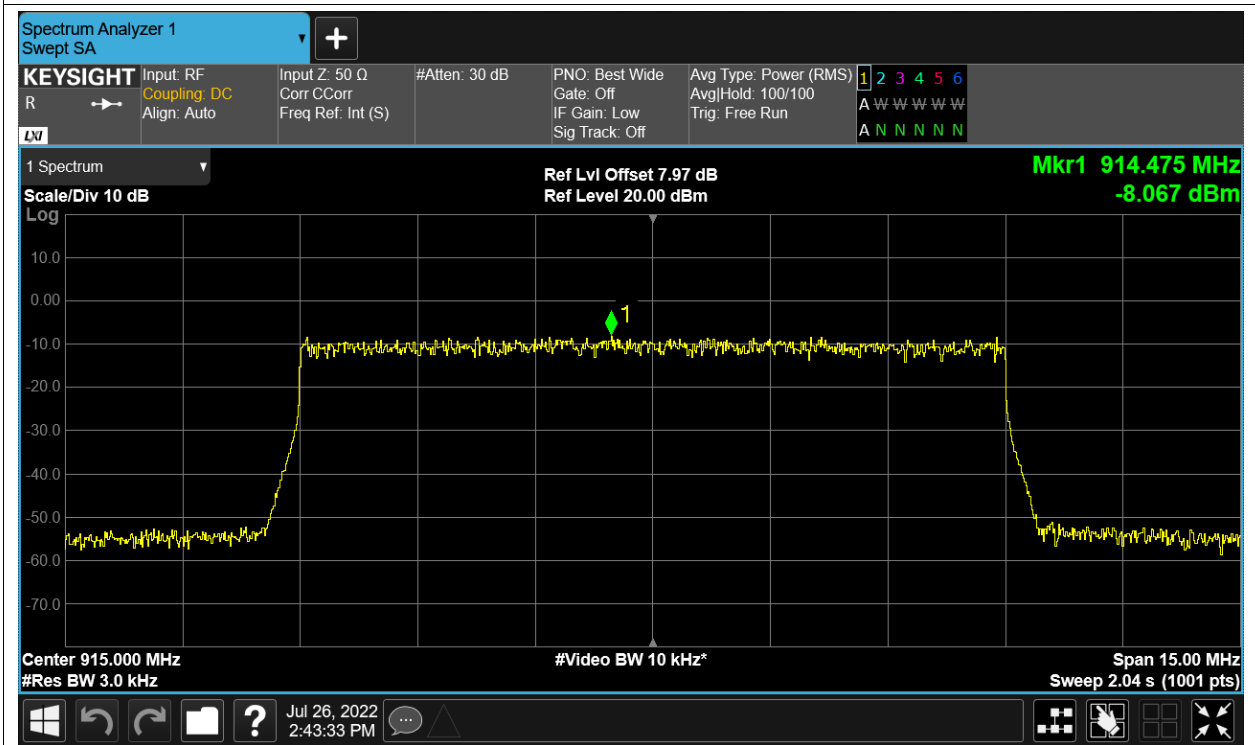 Spectrum Analyzer 1
Swept SA
KEYSIGHT
R
LXI
Input: RF
Coupling: DC
Align: Auto
Input Z: 50 Ω
Corr CCorr
Freq Ref: Int (S)
#Atten: 30 dB
PNO: Best Wide
Gate: Off
IF Gain: Low
Sig Track: Off
Avg Type: Power (RMS)
Avg|Hold: 100/100
Trig: Free Run
1 2 3 4 5 6
A W W W W W
A N N N N N
1 Spectrum
Scale/Div 10 dB
Log
Ref Lvl Offset 7.97 dB
Ref Level 20.00 dBm
Mkr1 914.475 MHz
-8.067 dBm
10.0
0.00
1
-10.0
-20.0
-30.0
-40.0
-50.0
-60.0
-70.0
Center 915.000 MHz
#Res BW 3.0 kHz
#Video BW 10 kHz*
Span 15.00 MHz
Sweep 2.04 s (1001 pts)
?
Jul 26, 2022
2:43:33 PM